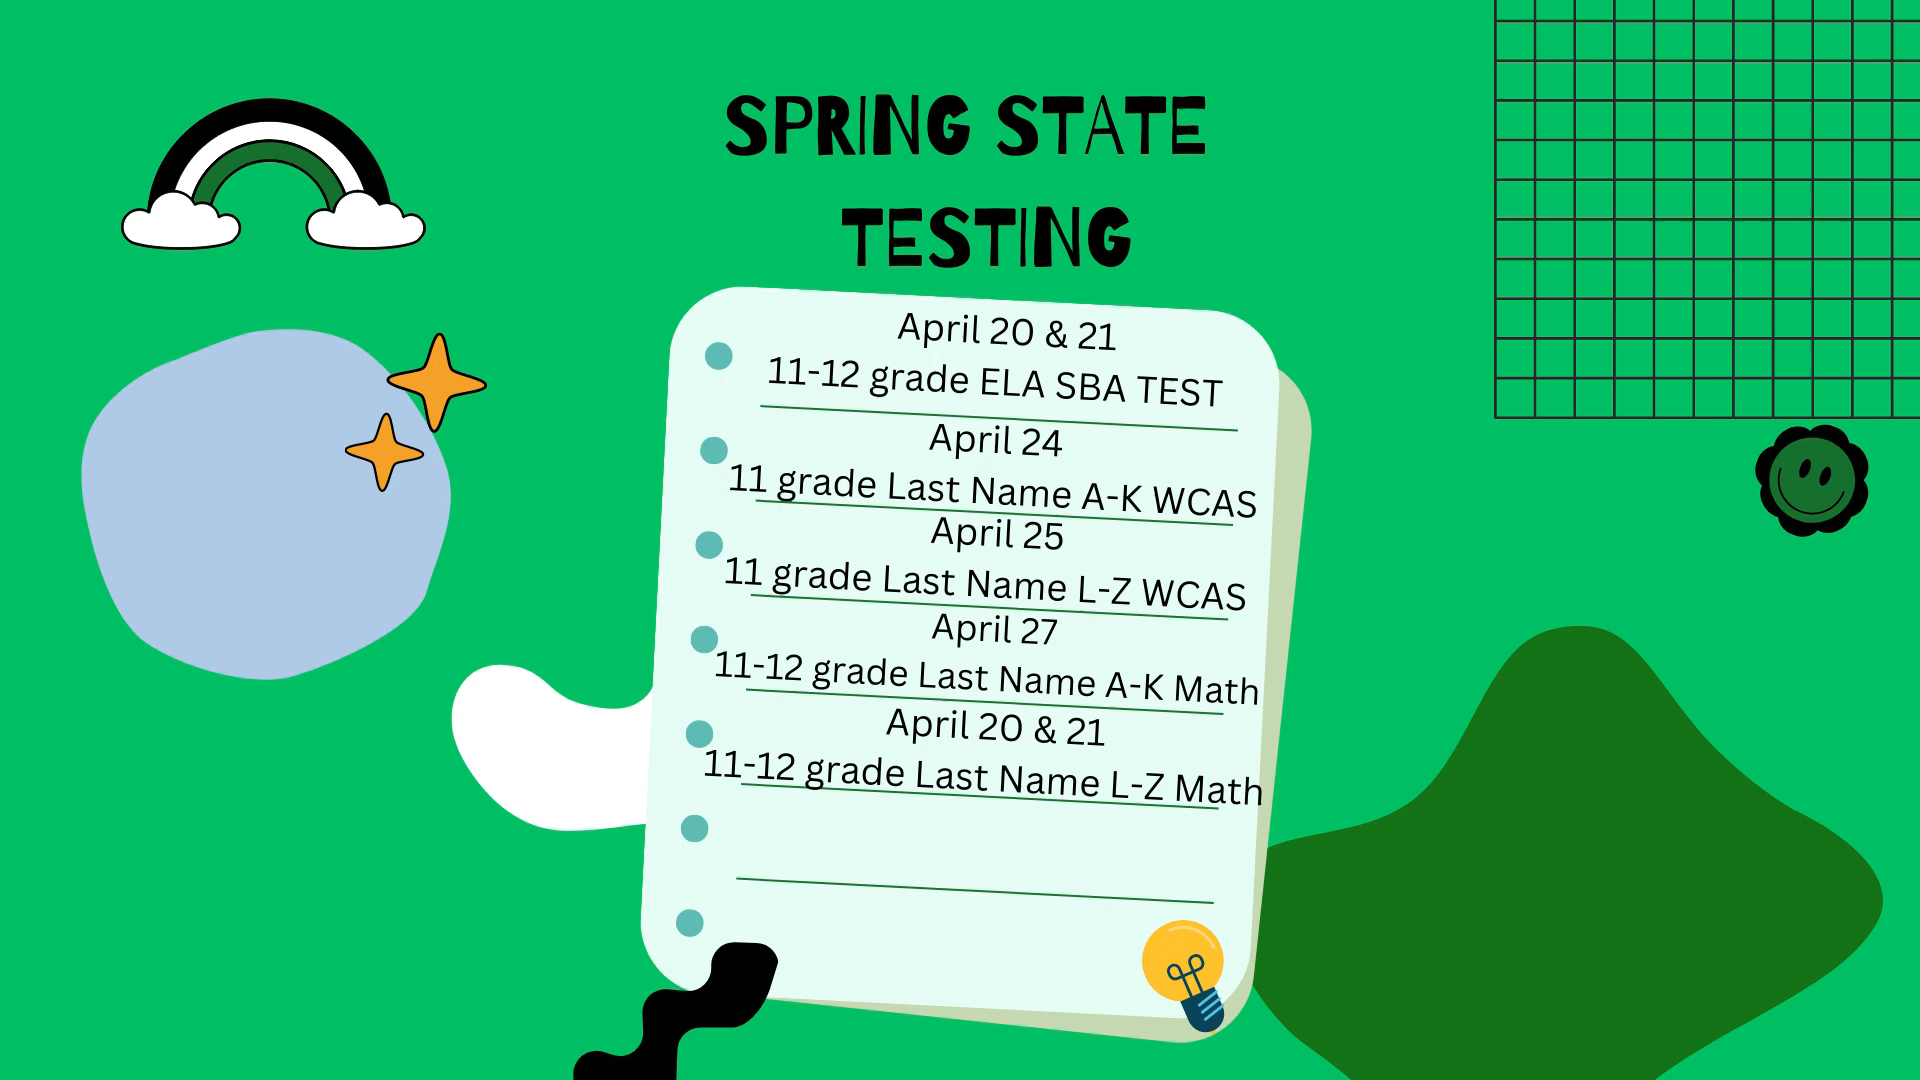 SPRING STATE
TESTING
April 20 & 21
11-12 grade ELA SBA TEST
April 24
11 grade Last Name A-K WCAS
April 25
11 grade Last Name L-Z WCAS
April 27
11-12 grade Last Name A-K Math
April 20 & 21
11-12 grade Last Name L-Z Math